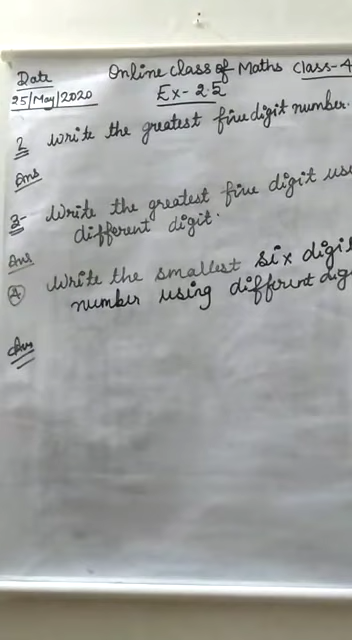 Date Online class of Maths Class-4
25/May/2020 Ex- 2.5
2 Write the greatest five digit number.
Ans
3- Write the greatest five digit
different digit.
Ans
4 Write the smallest six digit
number using different
Ans